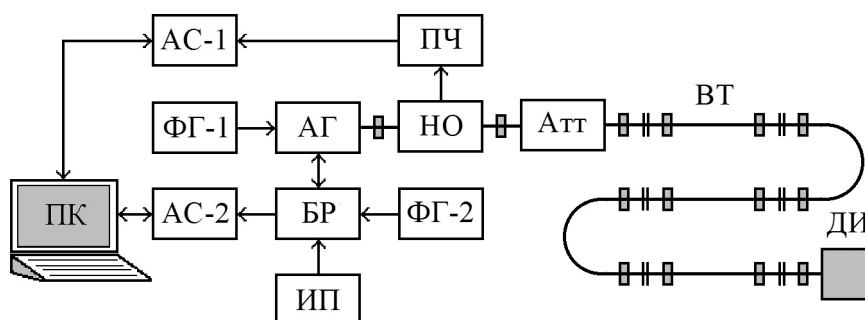 АС-1
ПЧ
ВТ
ФГ-1
АГ
НО
Атт
ПК
АС-2
БР
ФГ-2
ДИ
ИП